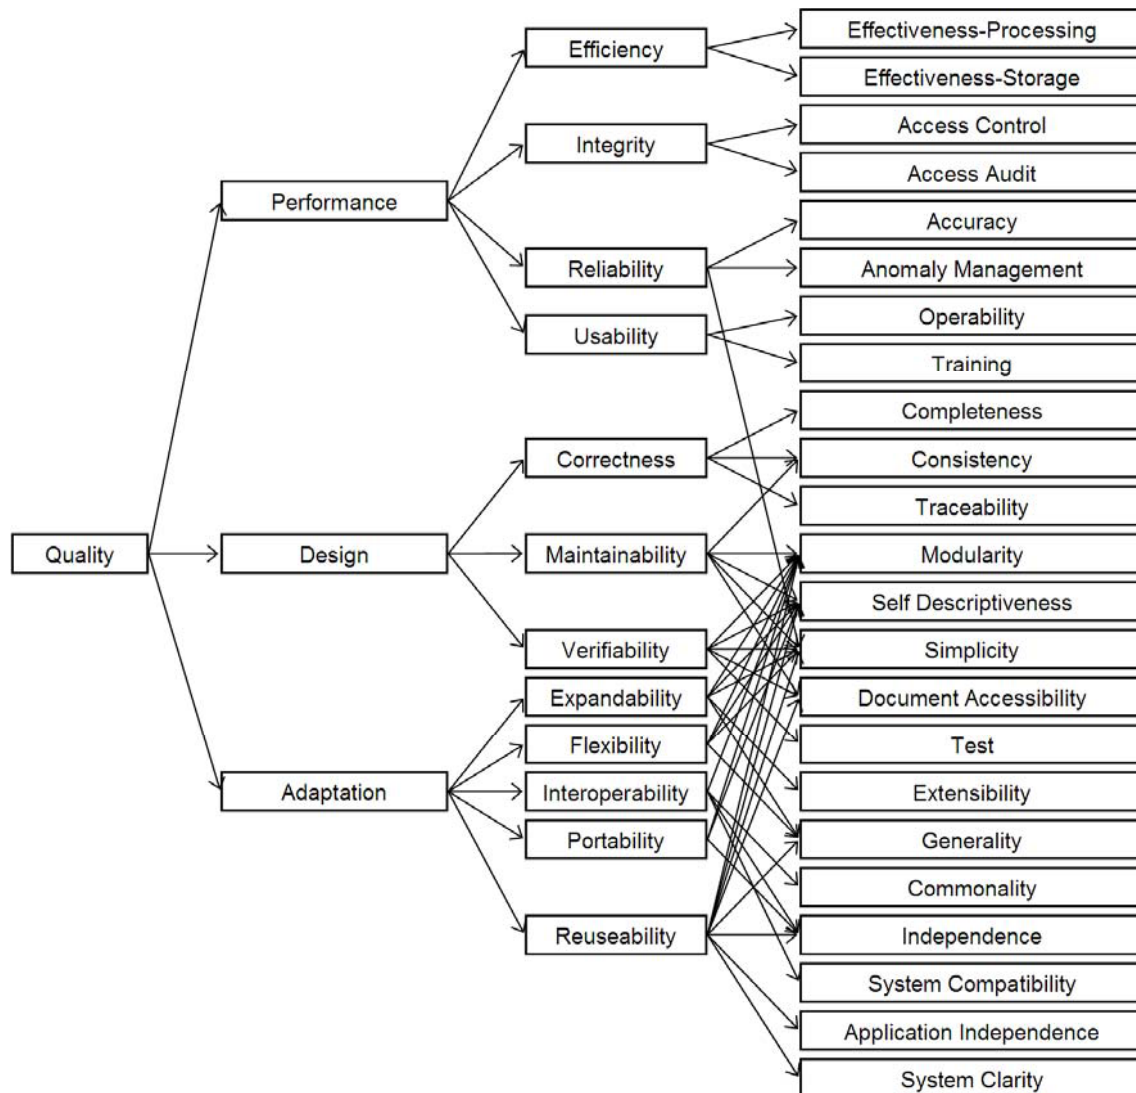 Quality
Performance
Design
Adaptation
Efficiency
Integrity
Reliability
Usability
Correctness
Maintainability
Verifiability
Expandability
Flexibility
Interoperability
Portability
Reuseability
Effectiveness-Processing
Effectiveness-Storage
Access Control
Access Audit
Accuracy
Anomaly Management
Operability
Training
Completeness
Consistency
Traceability
Modularity
Self Descriptiveness
Simplicity
Document Accessibility
Test
Extensibility
Generality
Commonality
Independence
System Compatibility
Application Independence
System Clarity